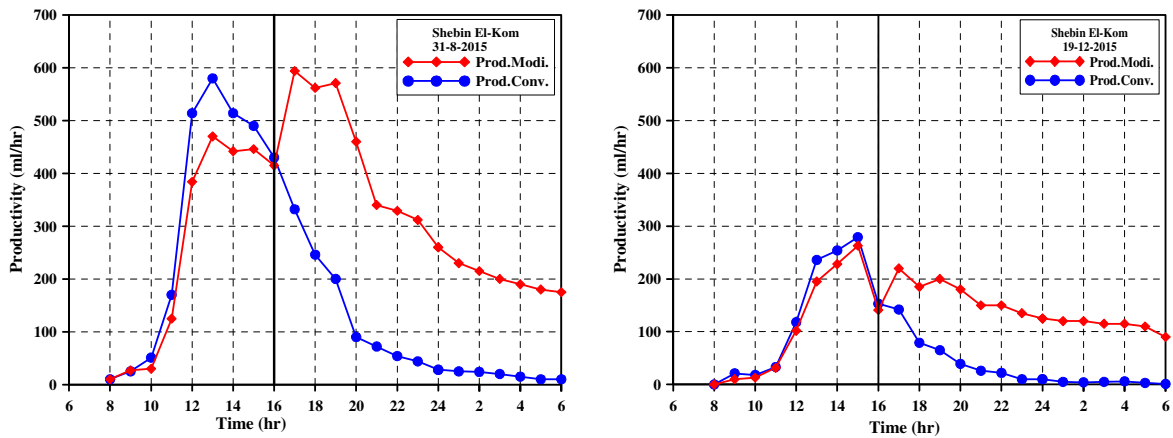 700
600
500
400
300
200
100
0
Productivity (ml/hr)
6 8 10 12 14 16 18 20 22 24 2 4 6
Time (hr)
Shebin El-Kom
31-8-2015
Prod.Modi.
Prod.Conv.
700
600
500
400
300
200
100
0
Productivity (ml/hr)
6 8 10 12 14 16 18 20 22 24 2 4 6
Time (hr)
Shebin El-Kom
19-12-2015
Prod.Modi.
Prod.Conv.